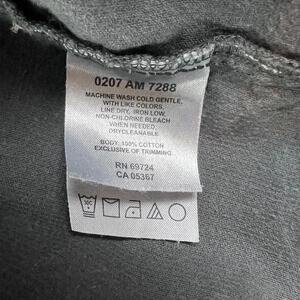 0207 AM 7288
MACHINE WASH COLD GENTLE,
WITH LIKE COLORS,
LINE DRY, IRON LOW,
NON-CHLORINE BLEACH
WHEN NEEDED,
DRYCLEANABLE
BODY: 100% COTTON
EXCLUSIVE OF TRIMMING.
RN 69724
CA 05367